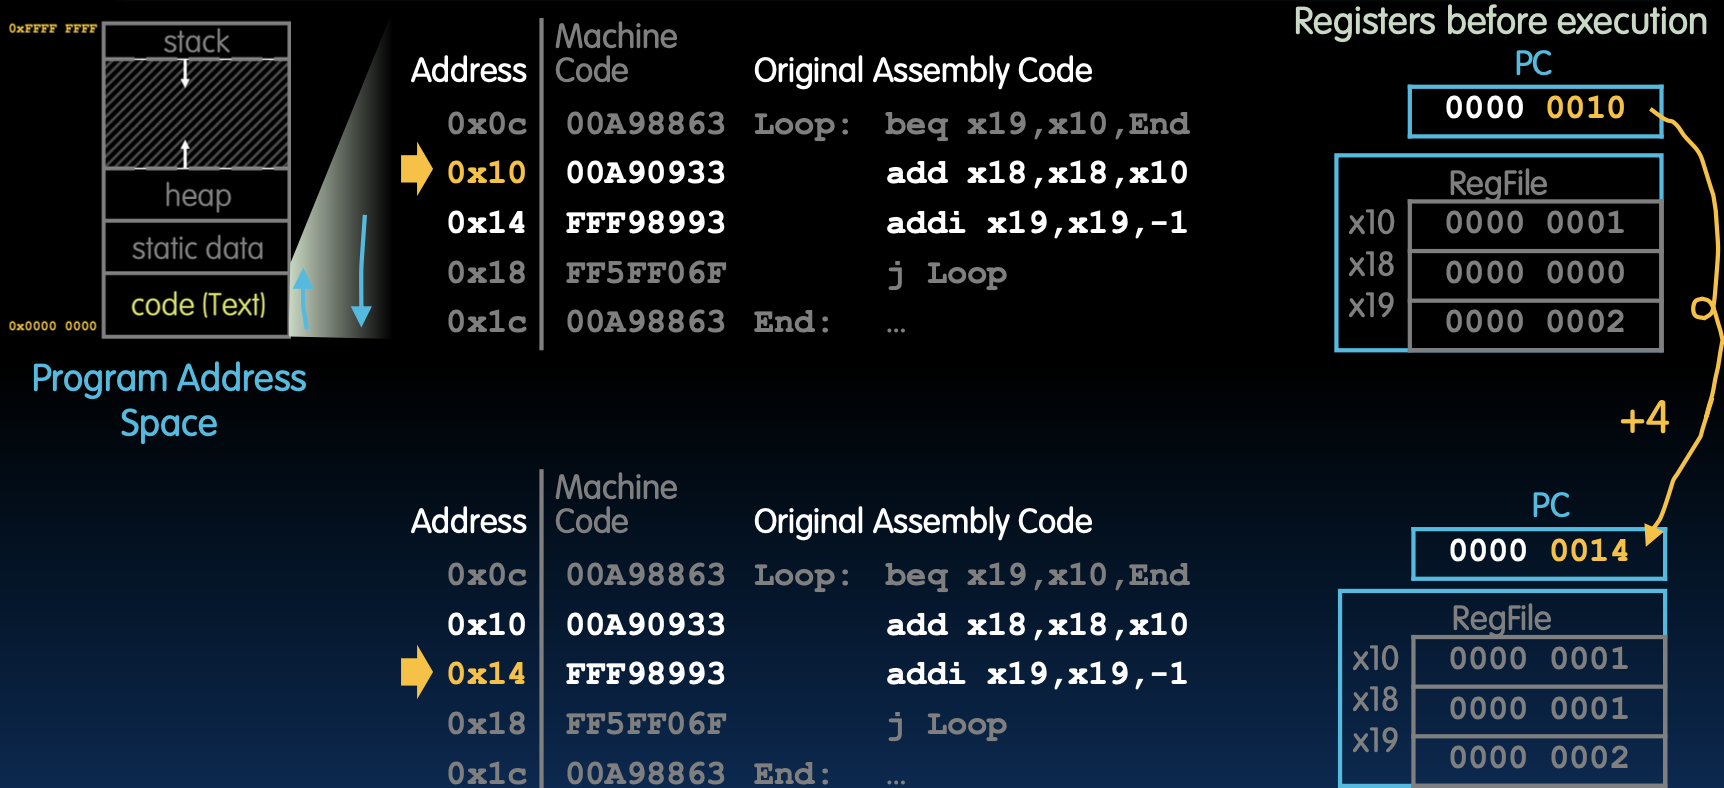 Registers before execution
0xFFFF FFFF
stack
heap
static data
code (Text)
0x0000 0000
Program Address
Space
Machine
Address Code Original Assembly Code
0x0c 00A98863 Loop: beq x19,x10,End
0x10 00A90933 add x18,x18,x10
0x14 FFF98993 addi x19,x19,-1
0x18 FF5FF06F j Loop
0x1c 00A98863 End: …
PC
0000 0010
RegFile
x10 0000 0001
x18 0000 0000
x19 0000 0002
+4
Machine
Address Code Original Assembly Code
0x0c 00A98863 Loop: beq x19,x10,End
0x10 00A90933 add x18,x18,x10
0x14 FFF98993 addi x19,x19,-1
0x18 FF5FF06F j Loop
0x1c 00A98863 End: …
PC
0000 0014
RegFile
x10 0000 0001
x18 0000 0001
x19 0000 0002